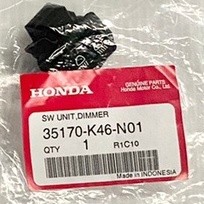 HONDA
GENUINE PARTS
Honda Motor Co., Ltd.
SW UNIT,DIMMER
35170-K46-N01
QTY 1 R1C10
Made in INDONESIA